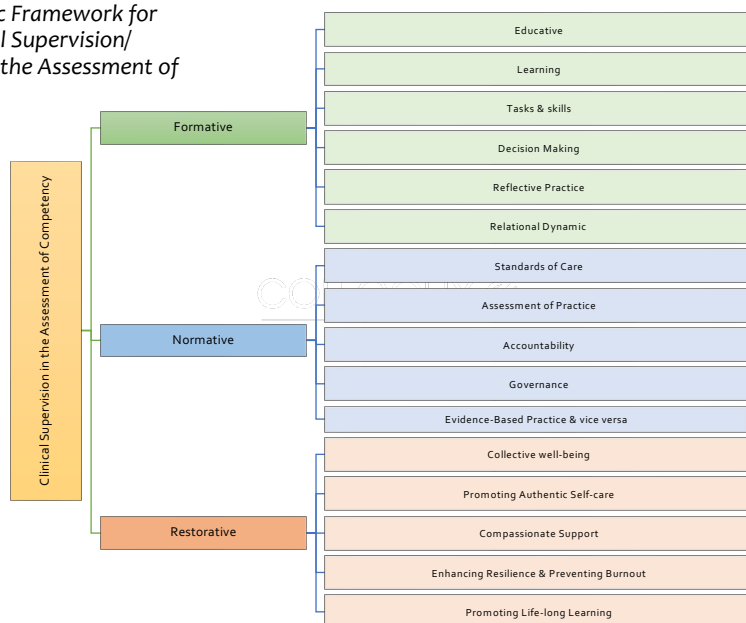 c Framework for
l Supervision/
the Assessment of
Clinical Supervision in the Assessment of Competency
Formative
Educative
Learning
Tasks & skills
Decision Making
Reflective Practice
Relational Dynamic
Normative
Standards of Care
Assessment of Practice
Accountability
Governance
Evidence-Based Practice & vice versa
Restorative
Collective well-being
Promoting Authentic Self-care
Compassionate Support
Enhancing Resilience & Preventing Burnout
Promoting Life-long Learning